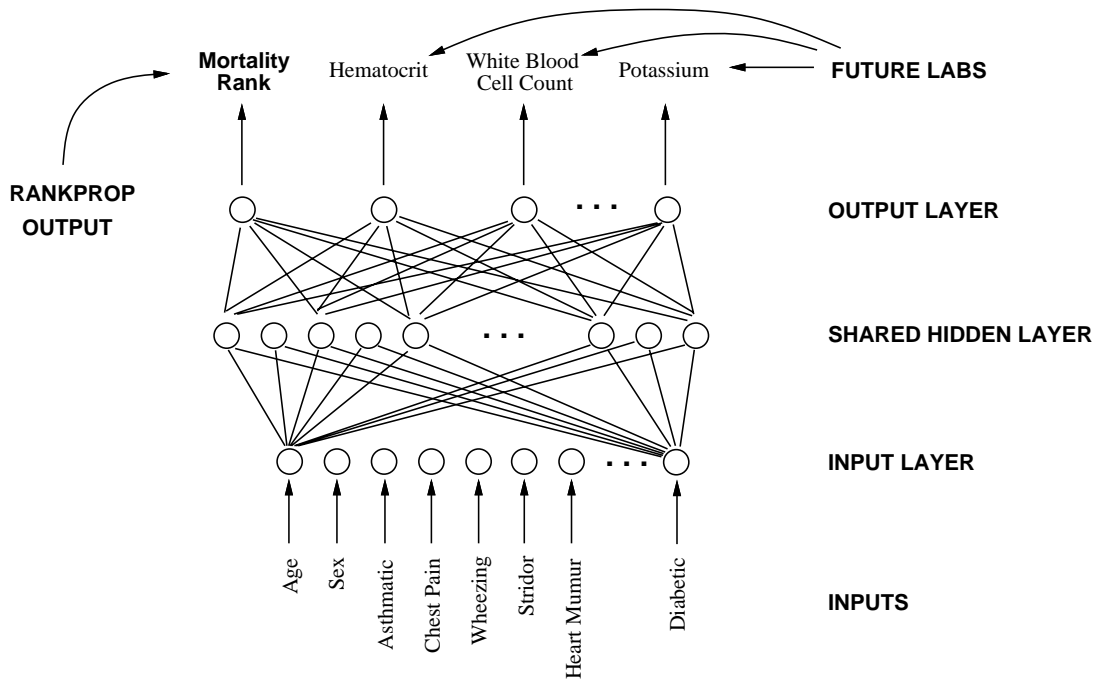 Mortality
Rank
Hematocrit
White Blood
Cell Count
Potassium
FUTURE LABS
RANKPROP
OUTPUT
. . .
OUTPUT LAYER
. . .
SHARED HIDDEN LAYER
. . .
INPUT LAYER
Age
Sex
Asthmatic
Chest Pain
Wheezing
Stridor
Heart Mumur
Diabetic
INPUTS